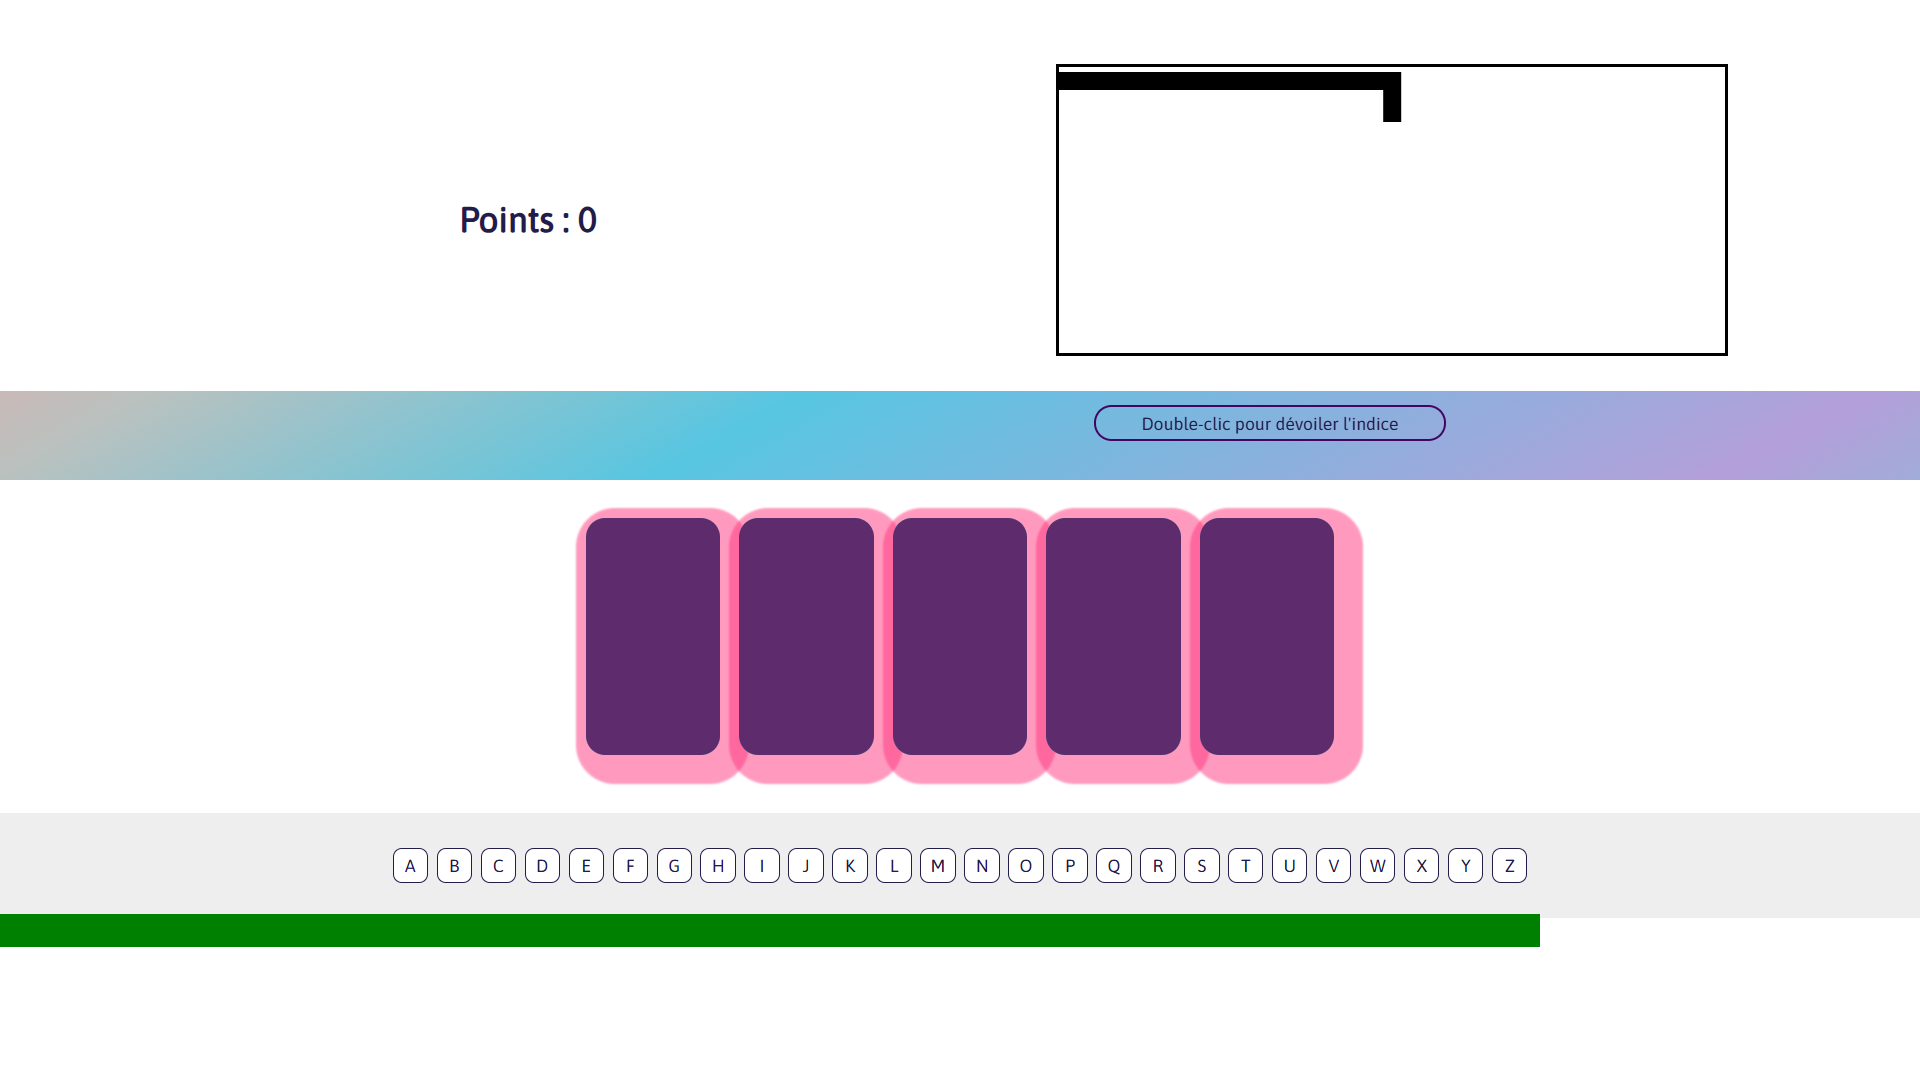 Points : 0
Double-clic pour dévoiler l'indice
A B C D E F G H I J K L M N O P Q R S T U V W X Y Z